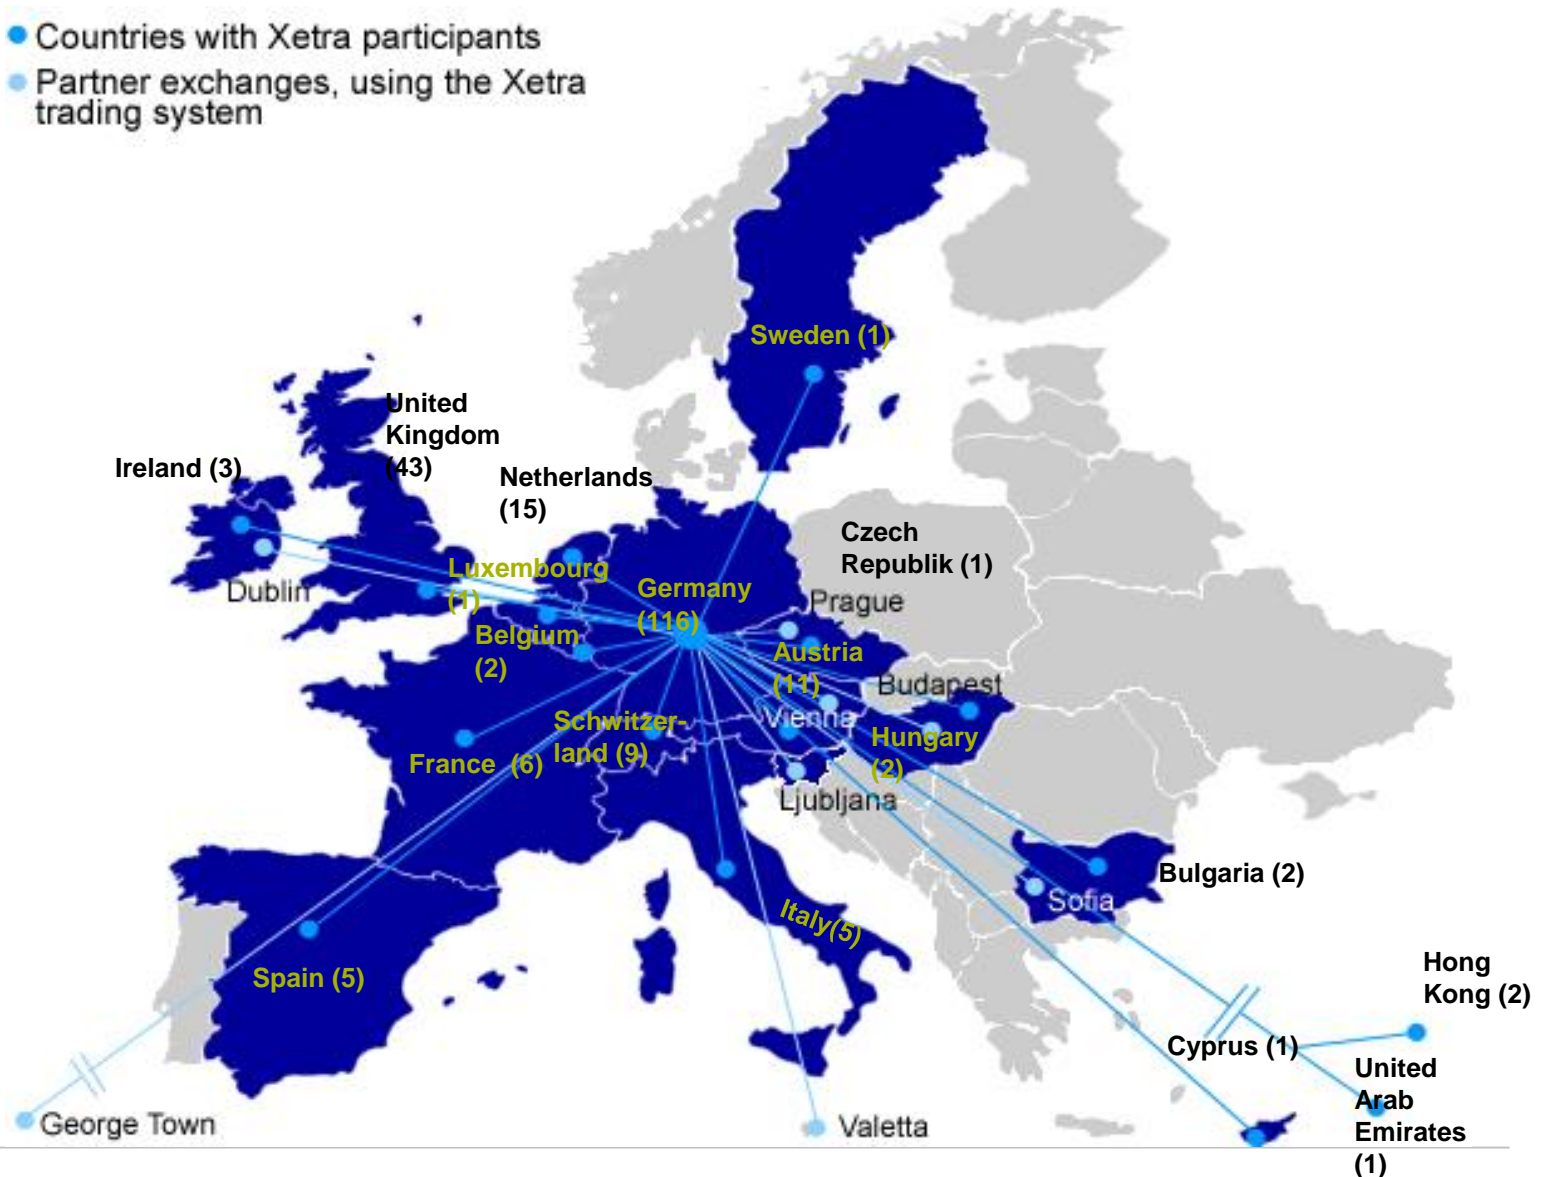 Countries with Xetra participants
Partner exchanges, using the Xetra
trading system
Sweden (1)
United
Kingdom
(43)
Ireland (3)
Netherlands
(15)
Czech
Republik (1)
Luxembourg
(1)
Germany
(116)
Dublin
Prague
Belgium
(2)
Austria
(11)
Budapest
Vienna
Schwitzer-
land (9)
France (6)
Hungary
(2)
Ljubljana
Bulgaria (2)
Sofia
Italy(5)
Spain (5)
Hong
Kong (2)
Cyprus (1)
United
Arab
Emirates
(1)
George Town
Valetta